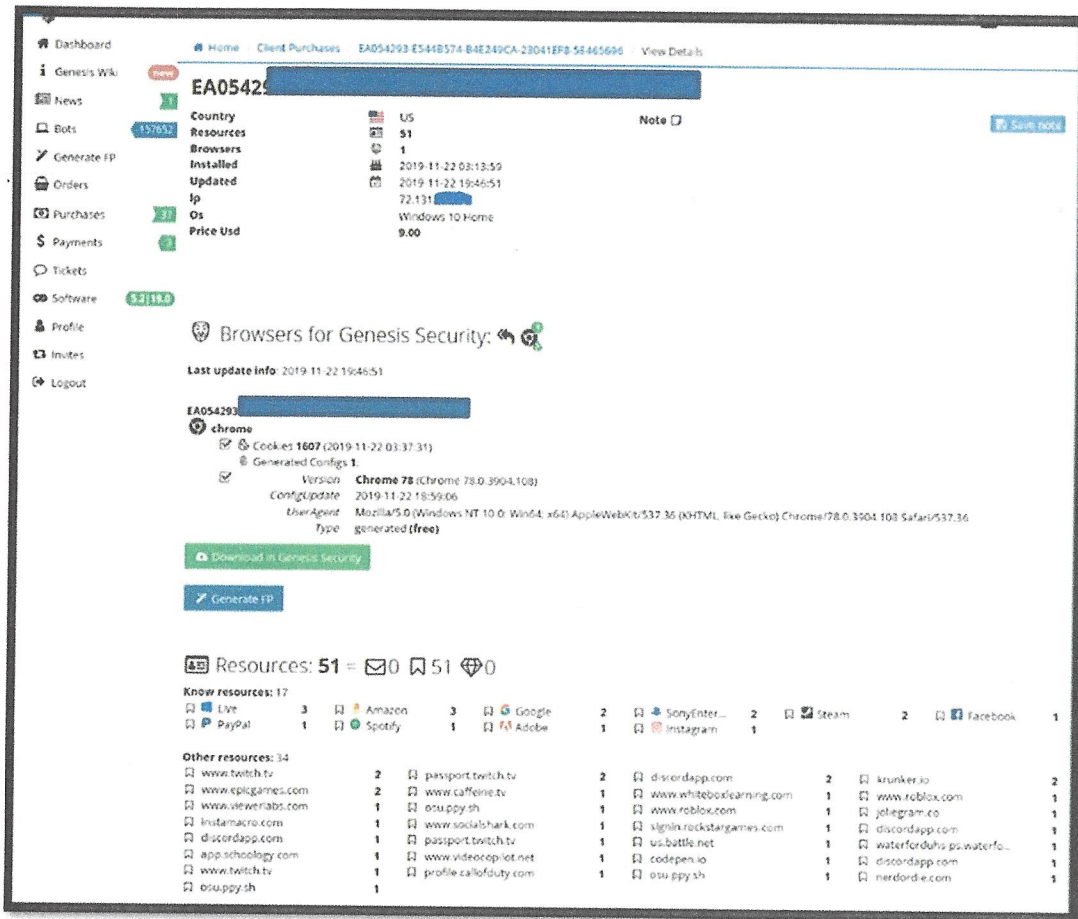 Dashboard
Genesis Wiki new
News 1
Bots 157652
Generate FP
Orders
Purchases 37
Payments
Tickets
Software 5.2|19.0
Profile
Invites
Logout
Home Client Purchases EA054293-E544B574-B4E249CA-23041EF8-5E465696 View Details
EA05429
Country US Note
Save note
Resources 51
Browsers 1
Installed 2019-11-22 03:13:59
Updated 2019-11-22 19:46:51
Ip 72.131
Os Windows 10 Home
Price Usd 9.00
Browsers for Genesis Security:
Last update info: 2019-11-22 19:46:51
EA054293
chrome
Cookies 1607 (2019-11-22 03:37:31)
Generated Configs 1:
Version Chrome 78 (Chrome 78.0.3904.108)
ConfigUpdate 2019-11-22 18:59:06
UserAgent Mozilla/5.0 (Windows NT 10.0; Win64; x64) AppleWebKit/537.36 (KHTML, like Gecko) Chrome/78.0.3904.108 Safari/537.36
Type generated (free)
Download in Genesis Security
Generate FP
Resources: 51 = 0 51 0
Know resources: 17
Live 3 Amazon 3 Google 2 SonyEnter... 2 Steam 2 Facebook 1
PayPal 1 Spotify 1 Adobe 1 Instagram 1
Other resources: 34
www.twitch.tv 2 passport.twitch.tv 2 discordapp.com 2 krunker.io 2
www.epicgames.com 2 www.caffeine.tv 1 www.whiteboxlearning.com 1 www.roblox.com 1
www.viewerlabs.com 1 osu.ppy.sh 1 www.roblox.com 1 joliegram.co 1
instamacro.com 1 www.socialshark.com 1 signin.rockstargames.com 1 discordapp.com 1
discordapp.com 1 passport.twitch.tv 1 us.battle.net 1 waterforduhs-ps.waterfo... 1
app.schoology.com 1 www.videocopilot.net 1 codepen.io 1 discordapp.com 1
www.twitch.tv 1 profile.callofduty.com 1 osu.ppy.sh 1 nerdordie.com 1
osu.ppy.sh 1